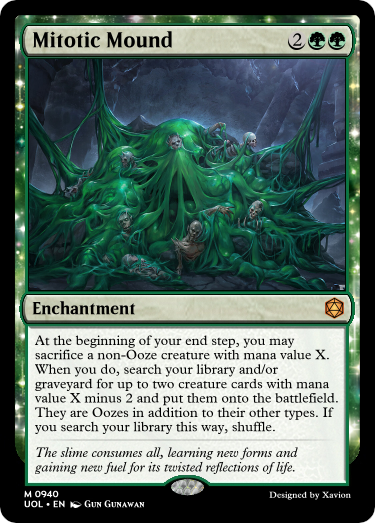 Mitotic Mound 2
Enchantment
At the beginning of your end step, you may
sacrifice a non-Ooze creature with mana value X.
When you do, search your library and/or
graveyard for up to two creature cards with mana
value X minus 2 and put them onto the battlefield.
They are Oozes in addition to their other types. If
you search your library this way, shuffle.
The slime consumes all, learning new forms and
gaining new fuel for its twisted reflections of life.
M 0940
UOL • EN Gun Gunawan
Designed by Xavion